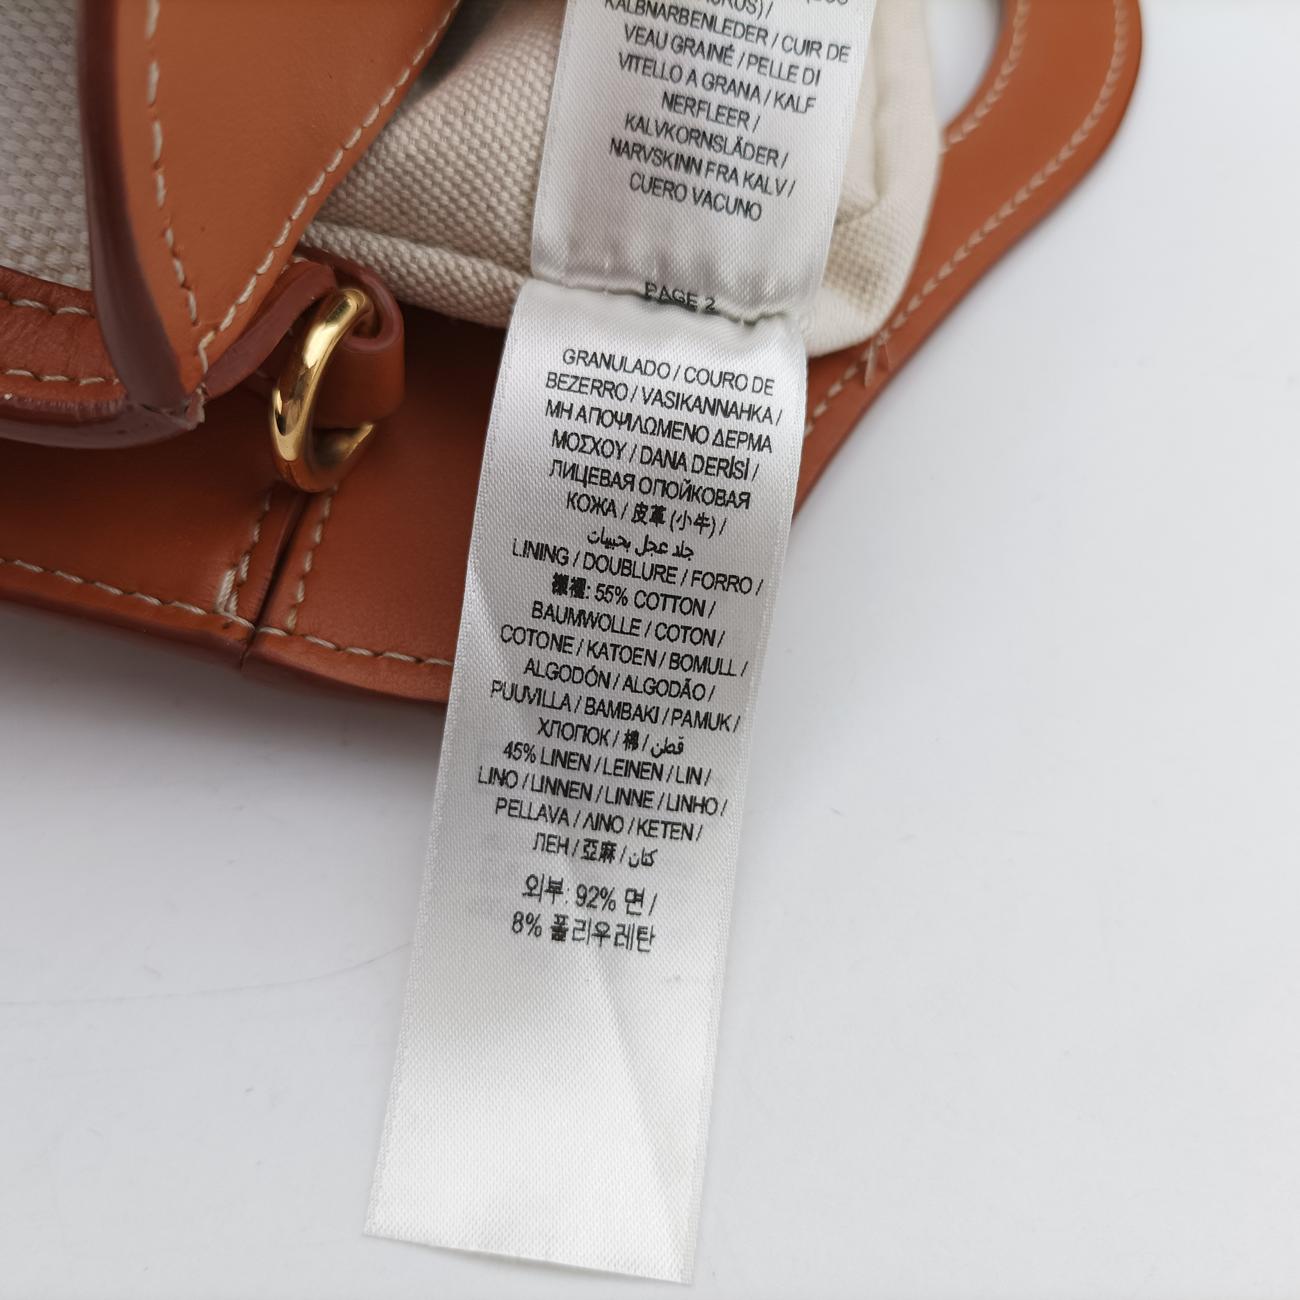 KALBNARBENLEDER / CUIR DE
VEAU GRAINÉ / PELLE DI
VITELLO A GRANA / KALF
NERFLEER /
KALVKORNSLÄDER /
NARVSKINN FRA KALV /
CUERO VACUNO
PAGE 2
GRANULADO / COURO DE
BEZERRO / VASIKANNAHKA /
ΜΗ ΑΠΟΨΙΛΩΜΕΝΟ ΔΕΡΜΑ
ΜΟΣΧΟΥ / DANA DERİSİ /
ЛИЦЕВАЯ ОПОЙКОВАЯ
КОЖА / 皮革 (小牛) /
جلد عجل بحبيبات
LINING / DOUBLURE / FORRO /
襯裡: 55% COTTON /
BAUMWOLLE / COTON /
COTONE / KATOEN / BOMULL /
ALGODÓN / ALGODÃO /
PUUVILLA / BAMBAKI / PAMUK /
ХЛОПОК / 棉 / قطن
45% LINEN / LEINEN / LIN /
LINO / LINNEN / LINNE / LINHO /
PELLAVA / ΛΙΝΟ / KETEN /
ЛЕН / 亞麻 / كتان
외부: 92% 면 /
8% 폴리우레탄